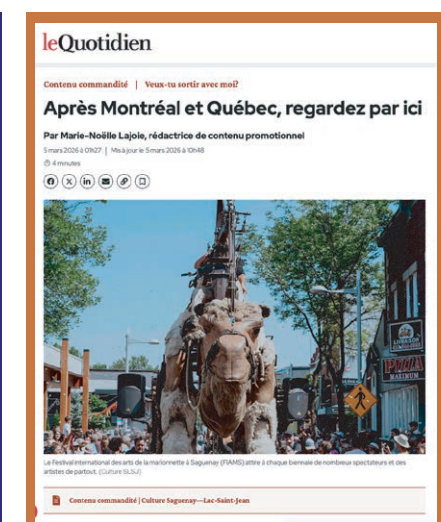 leQuotidien
Contenu commandité | Veux-tu sortir avec moi?
Après Montréal et Québec, regardez par ici
Par Marie-Noëlle Lajoie, rédactrice de contenu promotionnel
5 mars 2026 à 01h27 | Mis à jour le 5 mars 2026 à 10h48
4 minutes
LIVRAISON
PIZZA
MAXIMUM
Le Festival international des arts de la marionnette à Saguenay (FIAMS) attire à chaque biennale de nombreux spectateurs et des
artistes de partout. (Culture SLSJ)
Contenu commandité | Culture Saguenay—Lac-Saint-Jean